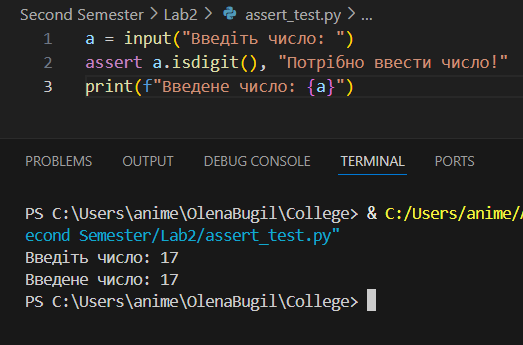 Second Semester > Lab2 > assert_test.py > ...
1 a = input("Введіть число: ")
2 assert a.isdigit(), "Потрібно ввести число!"
3 print(f"Введене число: {a}")
PROBLEMS OUTPUT DEBUG CONSOLE TERMINAL PORTS
PS C:\Users\anime\OlenaBugil\College> & C:/Users/anime/
econd Semester/Lab2/assert_test.py"
Введіть число: 17
Введене число: 17
PS C:\Users\anime\OlenaBugil\College>